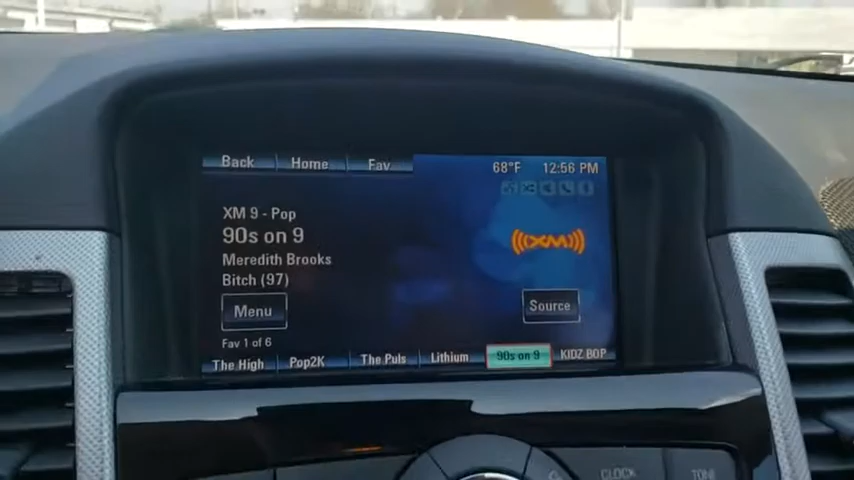 Back Home Fav 68°F 12:56 PM
XM 9 - Pop
90s on 9
Meredith Brooks
Bitch (97)
XM
Menu Source
Fav 1 of 6
The High Pop2K The Puls Lithium 90s on 9 KIDZ BOP
CLOCK TONE